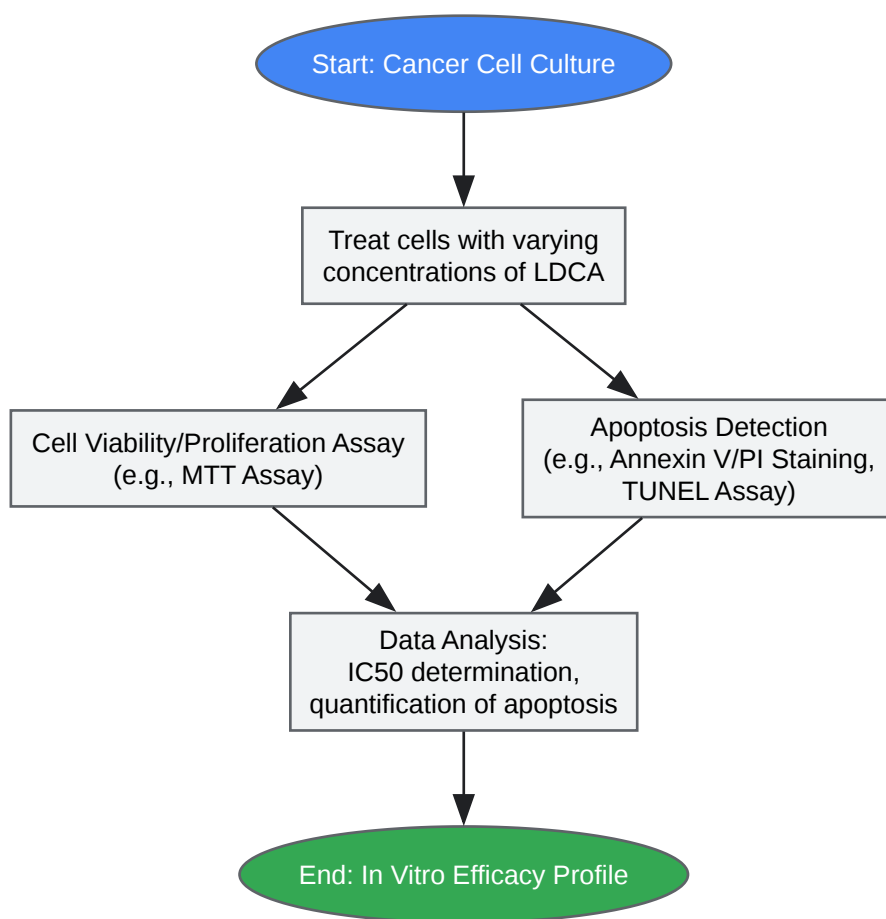 Start: Cancer Cell Culture
Treat cells with varying
concentrations of LDCA
Cell Viability/Proliferation Assay
(e.g., MTT Assay)
Apoptosis Detection
(e.g., Annexin V/PI Staining,
TUNEL Assay)
Data Analysis:
IC50 determination,
quantification of apoptosis
End: In Vitro Efficacy Profile